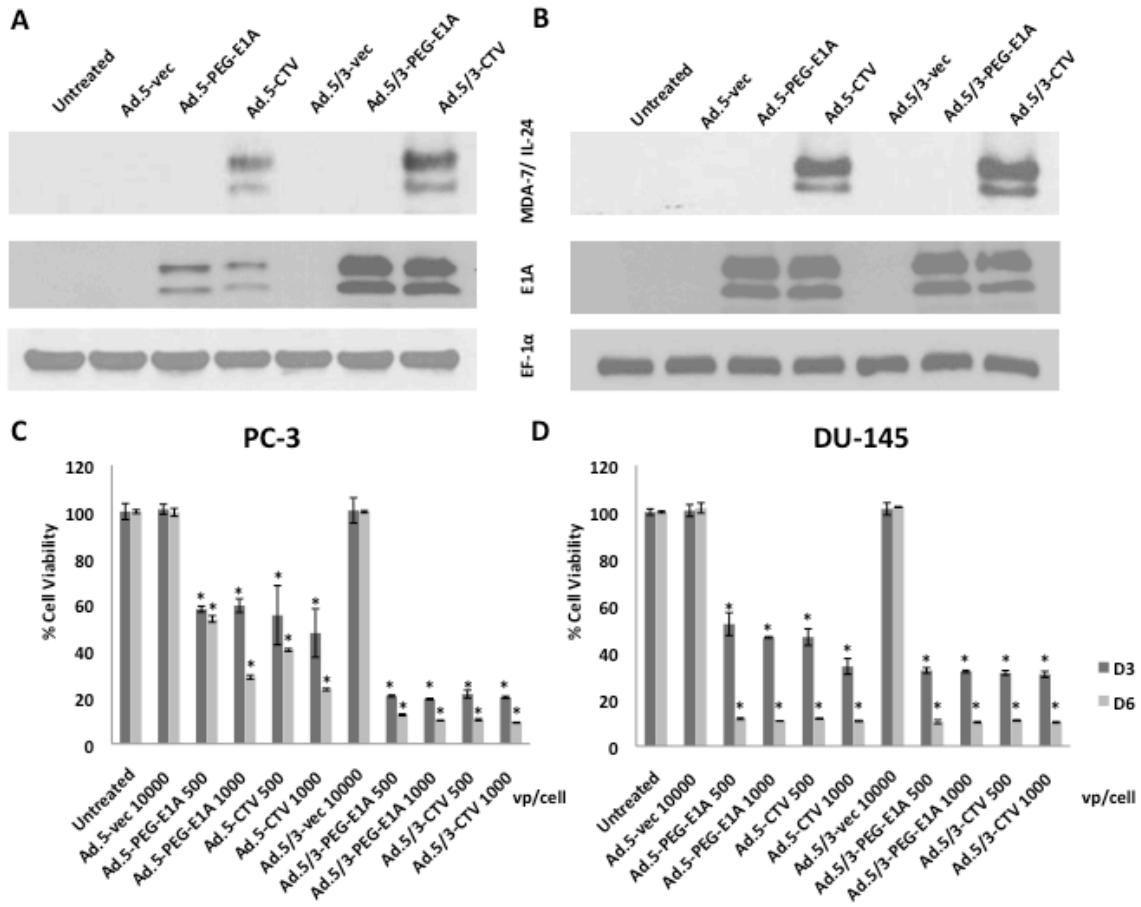 A
Untreated
Ad.5-vec
Ad.5-PEG-E1A
Ad.5-CTV
Ad.5/3-vec
Ad.5/3-PEG-E1A
Ad.5/3-CTV
B
Untreated
Ad.5-vec
Ad.5-PEG-E1A
Ad.5-CTV
Ad.5/3-vec
Ad.5/3-PEG-E1A
Ad.5/3-CTV
MDA-7/ IL-24
E1A
EF-1α
C
PC-3
% Cell Viability
120
100
80
60
40
20
0
* * * * * * * * * * * * * * * *
Untreated
Ad.5-vec 10000
Ad.5-PEG-E1A 500
Ad.5-PEG-E1A 1000
Ad.5-CTV 500
Ad.5-CTV 1000
Ad.5/3-vec 10000
Ad.5/3-PEG-E1A 500
Ad.5/3-PEG-E1A 1000
Ad.5/3-CTV 500
Ad.5/3-CTV 1000
vp/cell
D
DU-145
% Cell Viability
120
100
80
60
40
20
0
* * * * * * * * * * * * * * * *
Untreated
Ad.5-vec 10000
Ad.5-PEG-E1A 500
Ad.5-PEG-E1A 1000
Ad.5-CTV 500
Ad.5-CTV 1000
Ad.5/3-vec 10000
Ad.5/3-PEG-E1A 500
Ad.5/3-PEG-E1A 1000
Ad.5/3-CTV 500
Ad.5/3-CTV 1000
vp/cell
D3
D6